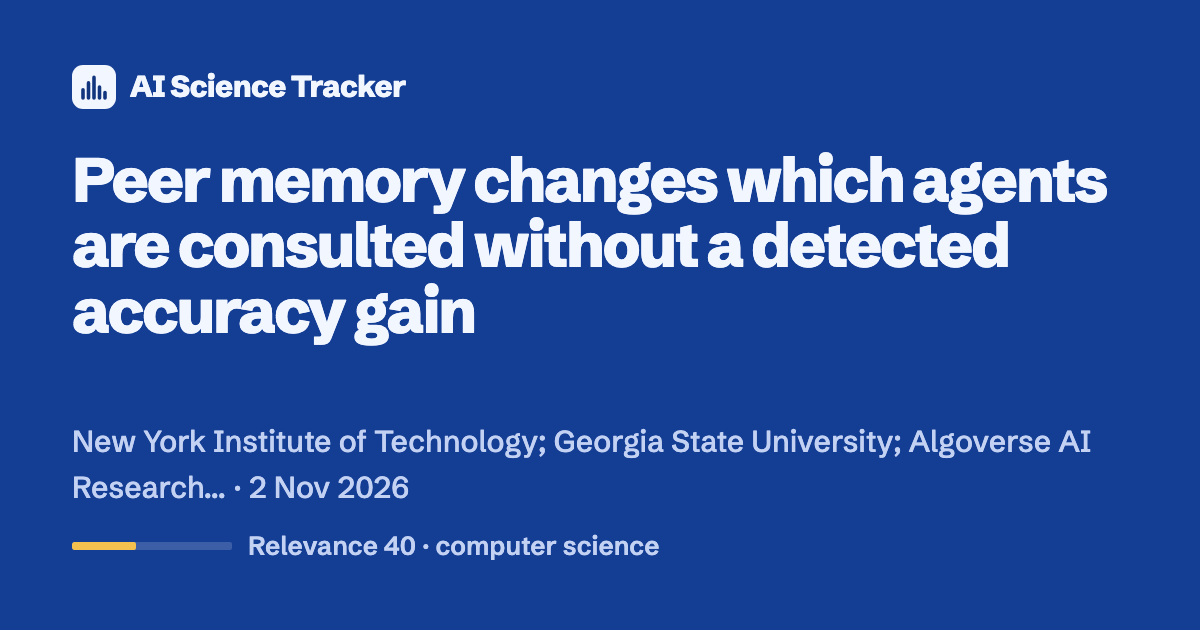 AI Science Tracker
Peer memory changes which agents
are consulted without a detected
accuracy gain
New York Institute of Technology; Georgia State University; Algoverse AI
Research… · 2 Nov 2026
Relevance 40 · computer science